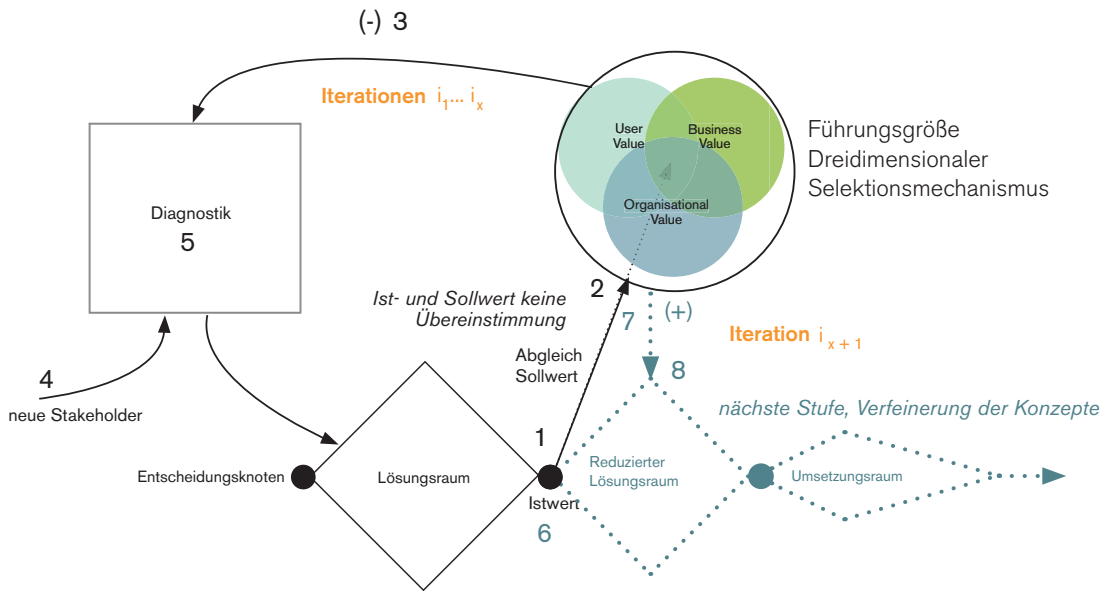 (-) 3
Iterationen i1... ix
User
Value
Business
Value
Organisational
Value
Führungsgröße
Dreidimensionaler
Selektionsmechanismus
Diagnostik
5
2
Ist- und Sollwert keine
Übereinstimmung
7
(+)
Iteration i x + 1
Abgleich
Sollwert
8
4
neue Stakeholder
nächste Stufe, Verfeinerung der Konzepte
1
Entscheidungsknoten
Lösungsraum
Istwert
6
Reduzierter
Lösungsraum
Umsetzungsraum